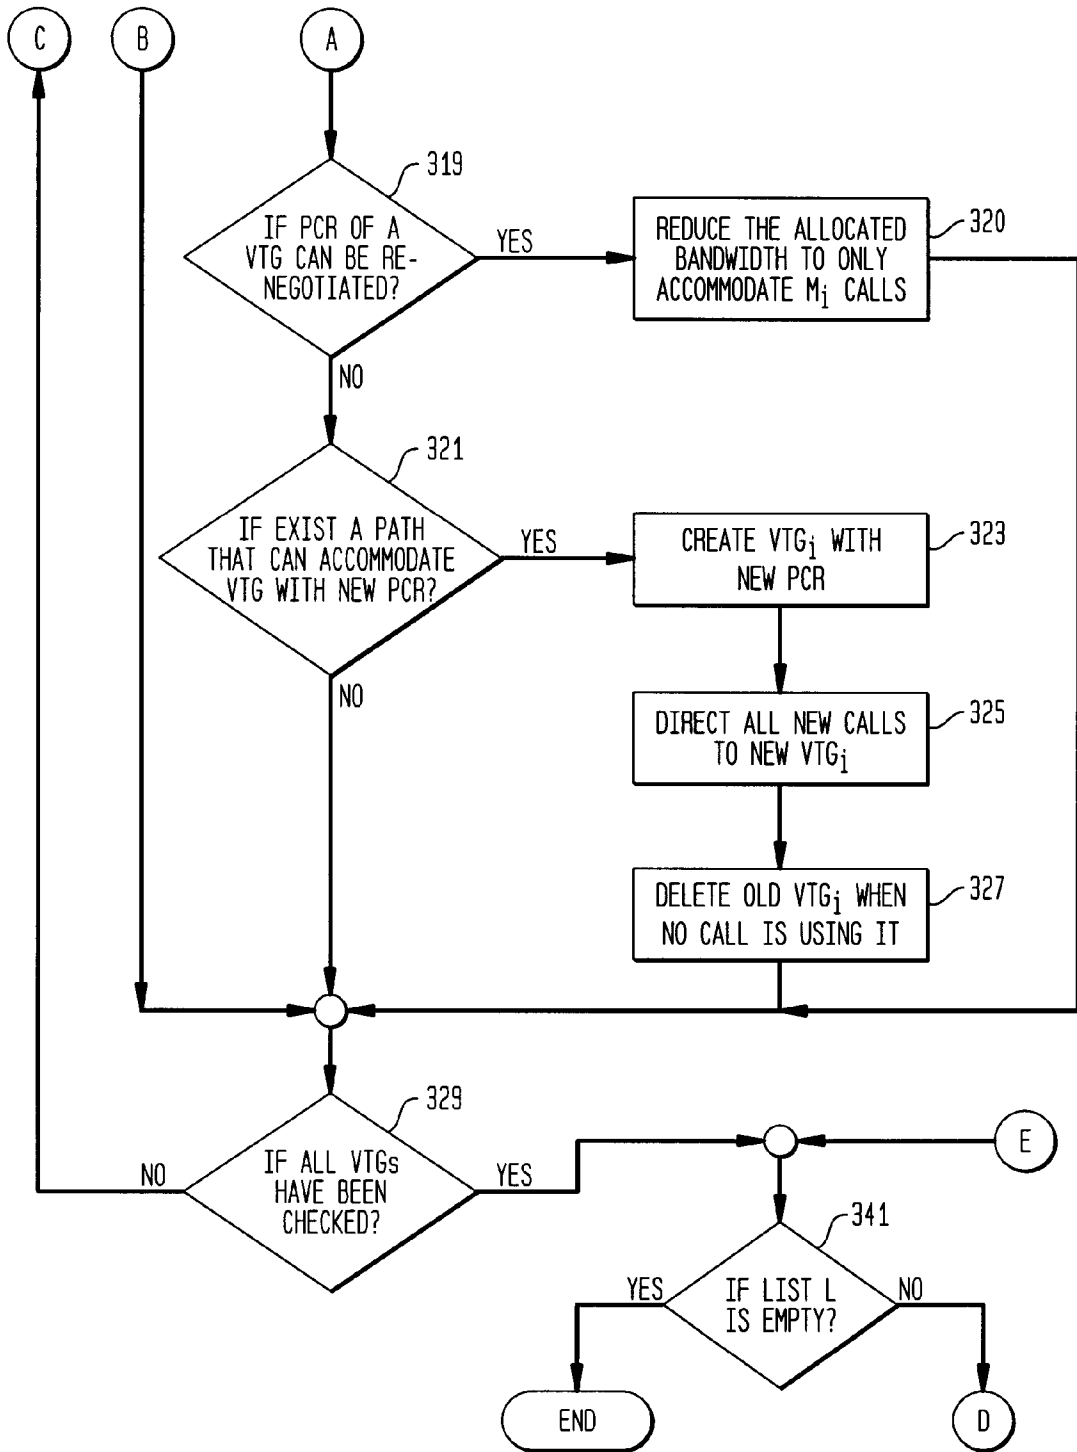 C
B
A
319
IF PCR OF A
VTG CAN BE RE-
NEGOTIATED?
YES
REDUCE THE ALLOCATED
BANDWIDTH TO ONLY
ACCOMMODATE Mi CALLS
320
NO
321
IF EXIST A PATH
THAT CAN ACCOMMODATE
VTG WITH NEW PCR?
YES
CREATE VTGi WITH
NEW PCR
323
NO
DIRECT ALL NEW CALLS
TO NEW VTGi
325
DELETE OLD VTGi WHEN
NO CALL IS USING IT
327
329
IF ALL VTGs
HAVE BEEN
CHECKED?
NO
YES
E
341
IF LIST L
IS EMPTY?
YES
NO
END
D